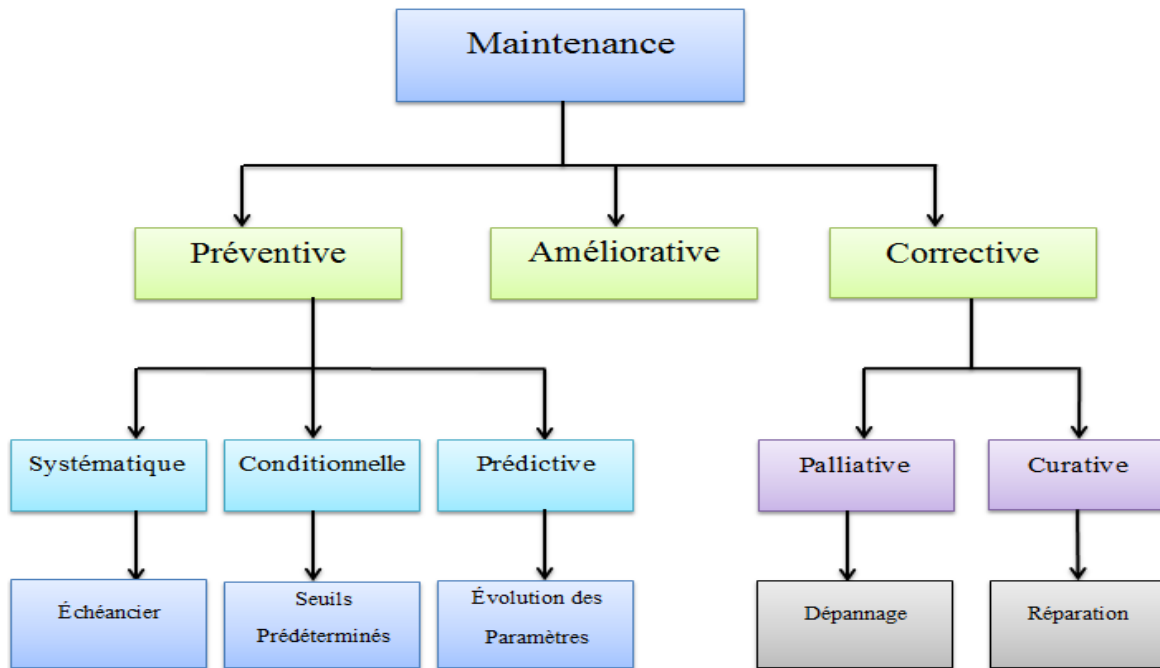 Maintenance
Préventive
Améliorative
Corrective
Systématique
Conditionnelle
Prédictive
Palliative
Curative
Échéancier
Seuils
Prédéterminés
Évolution des
Paramètres
Dépannage
Réparation